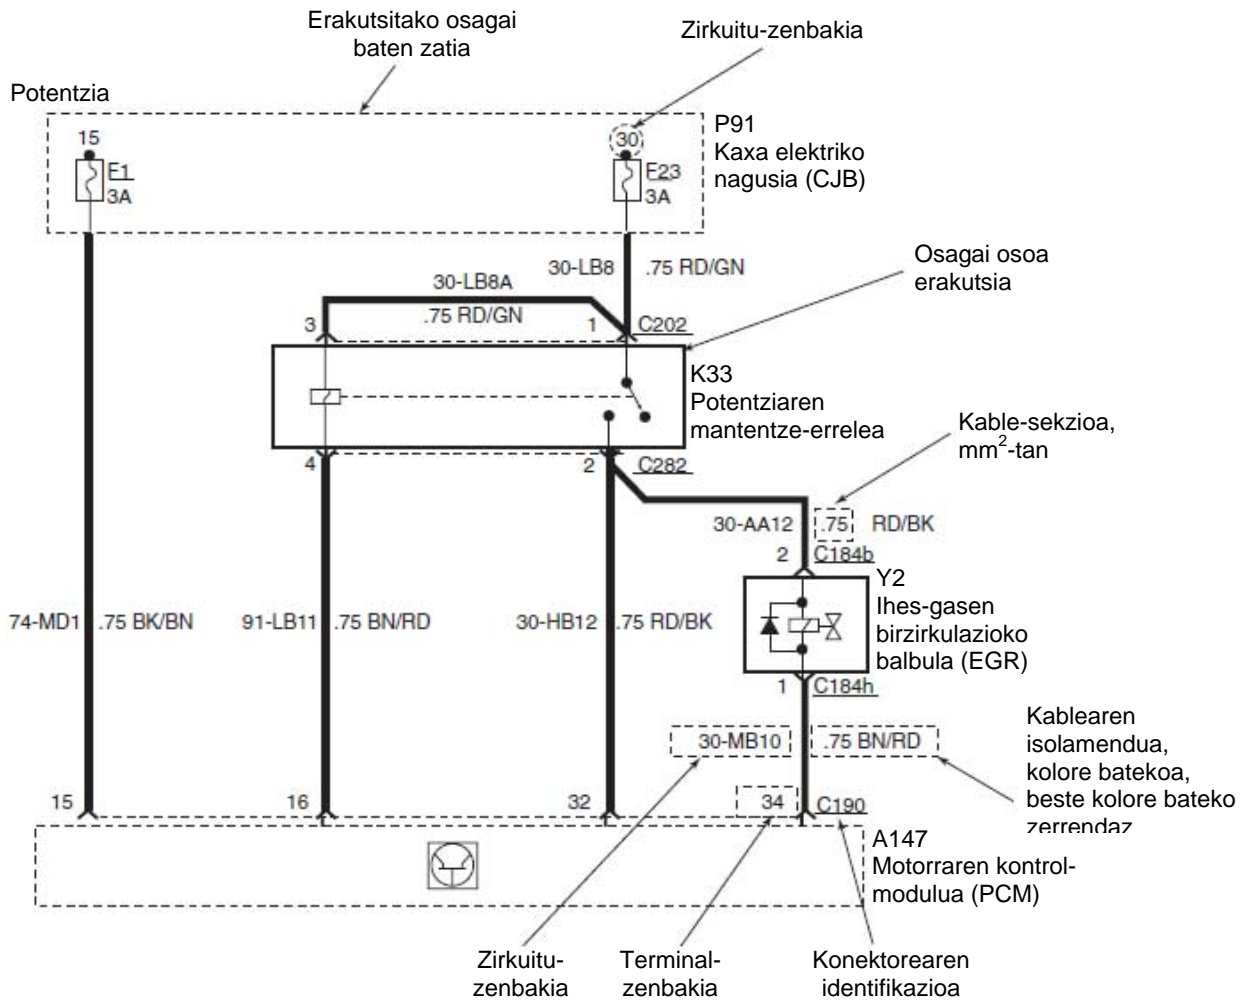 Erakutsitako osagai
baten zatia
Zirkuitu-zenbakia
Potentzia
15
30
P91
Kaxa elektriko
nagusia (CJB)
F1
3A
F23
3A
30-LB8 .75 RD/GN
30-LB8A
.75 RD/GN
Osagai osoa
erakutsia
3
1
C202
K33
Potentziaren
mantentze-errelea
4
2
C282
Kable-sekzioa,
mm²-tan
30-AA12 .75 RD/BK
2
C184b
Y2
Ihes-gasen
birzirkulazioko
balbula (EGR)
74-MD1 .75 BK/BN
91-LB11 .75 BN/RD
30-HB12 .75 RD/BK
1
C184h
30-MB10 .75 BN/RD
Kablearen
isolamendua,
kolore batekoa,
beste kolore bateko
zerrendaz
15
16
32
34
C190
A147
Motorraren kontrol-
modulua (PCM)
Zirkuitu-
zenbakia
Terminal-
zenbakia
Konektorearen
identifikazioa